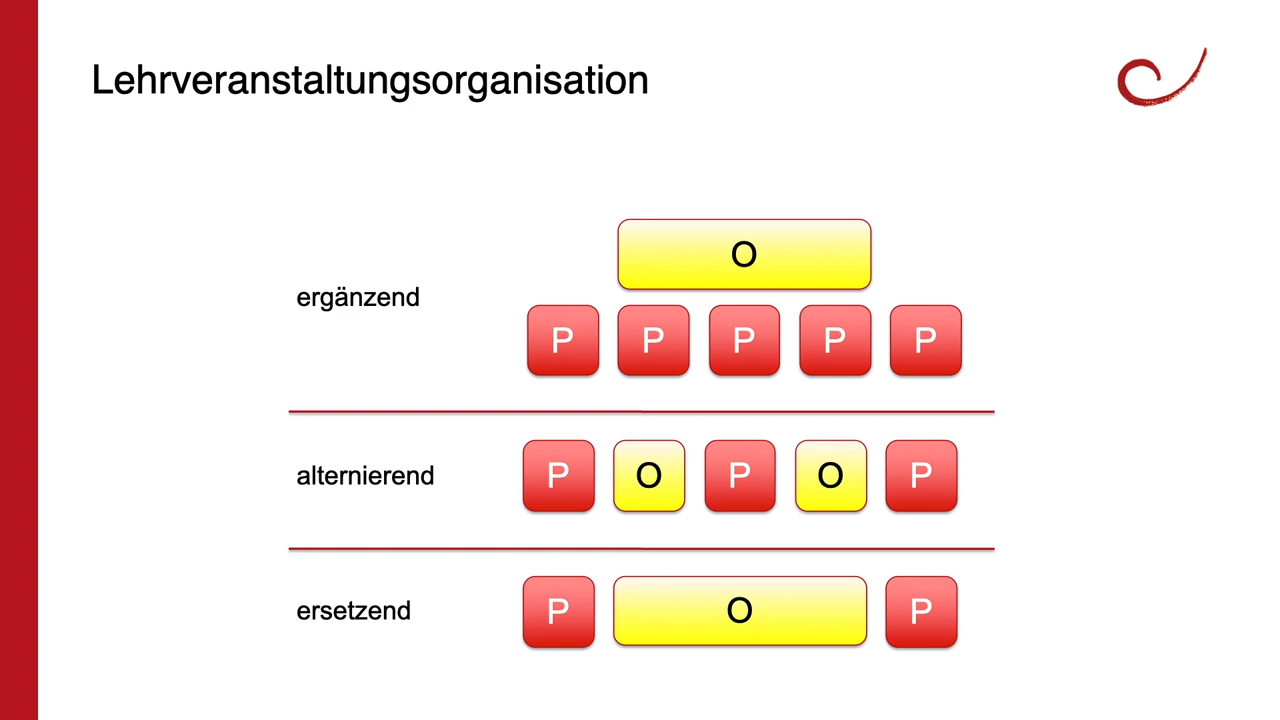 Lehrveranstaltungsorganisation
O
ergänzend
P P P P P
alternierend P O P O P
ersetzend P O P